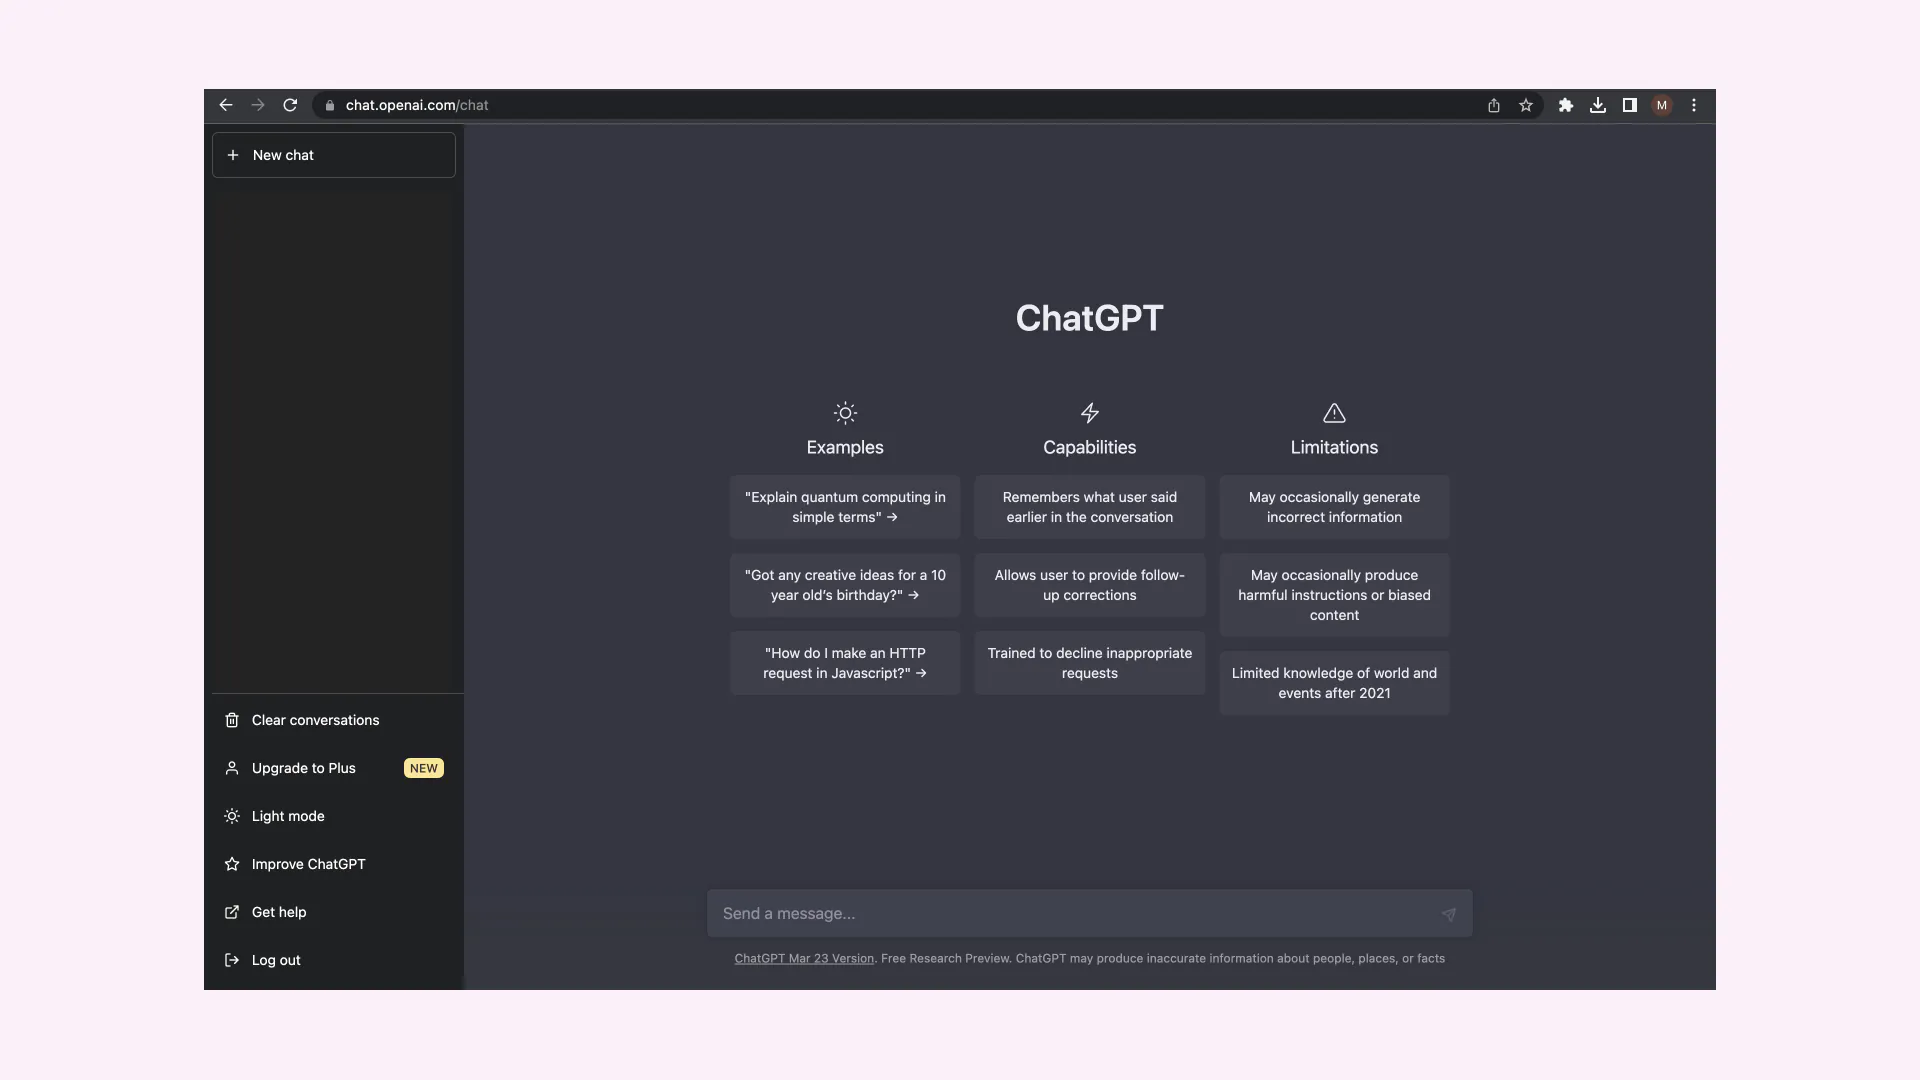 chat.openai.com/chat
M
New chat
ChatGPT
Examples
"Explain quantum computing in
simple terms" →
"Got any creative ideas for a 10
year old’s birthday?" →
"How do I make an HTTP
request in Javascript?" →
Capabilities
Remembers what user said
earlier in the conversation
Allows user to provide follow-
up corrections
Trained to decline inappropriate
requests
Limitations
May occasionally generate
incorrect information
May occasionally produce
harmful instructions or biased
content
Limited knowledge of world and
events after 2021
Clear conversations
Upgrade to Plus NEW
Light mode
Improve ChatGPT
Get help
Log out
Send a message...
ChatGPT Mar 23 Version. Free Research Preview. ChatGPT may produce inaccurate information about people, places, or facts